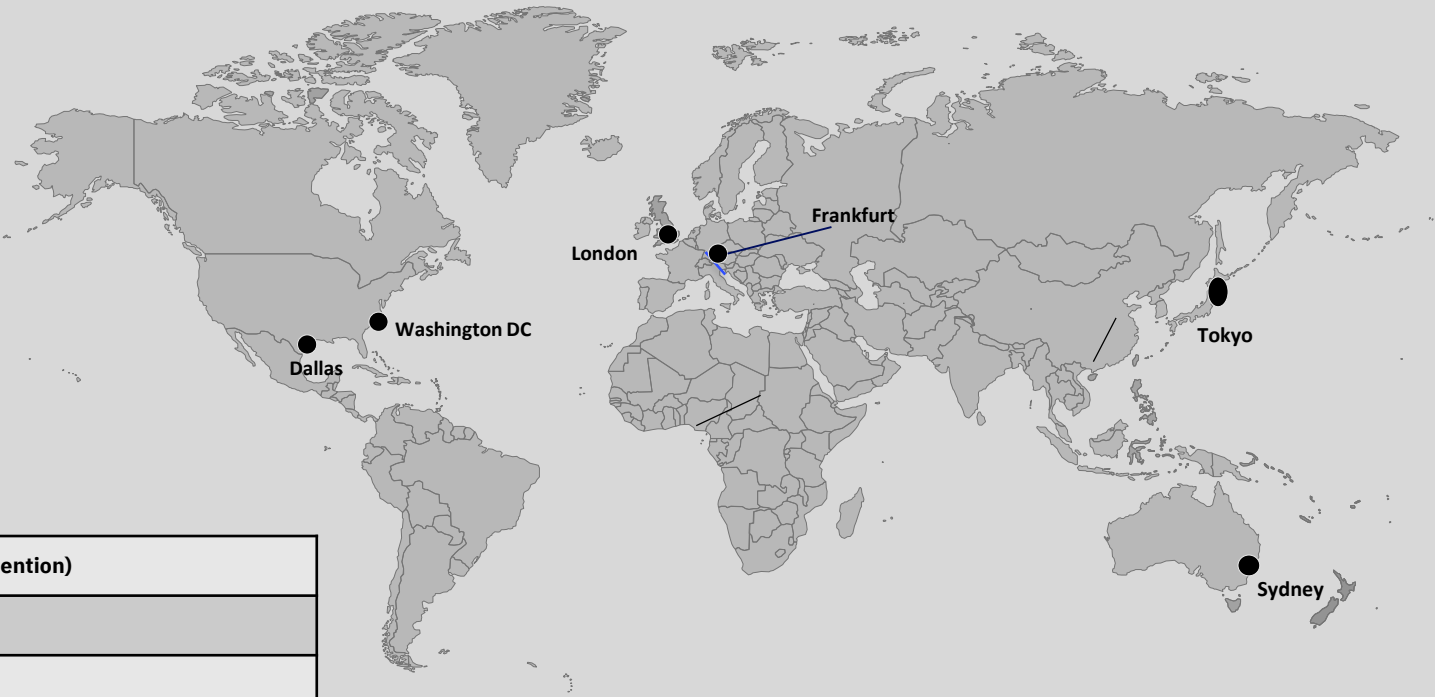 Frankfurt
London
Washington DC
Tokyo
Dallas
ention)
Sydney